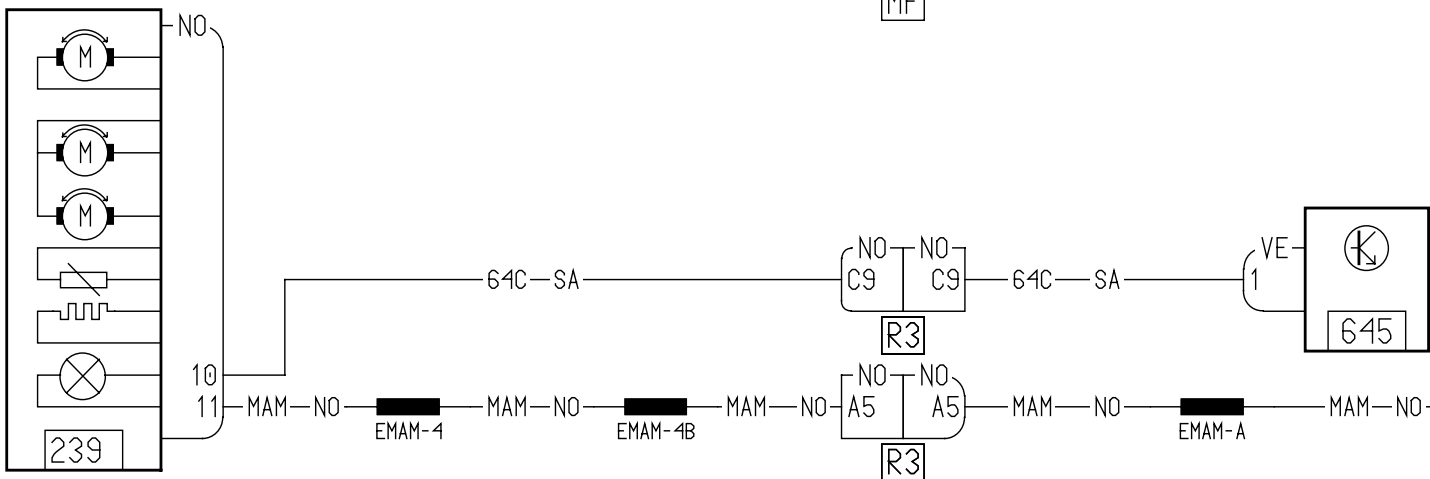 MF
NO
M
M
M
NO NO VE
64C SA C9 C9 64C SA 1
R3
645
10 NO NO
11 MAM NO MAM NO MAM NO A5 A5 MAM NO MAM NO
EMAM-4 EMAM-4B EMAM-A
239
R3